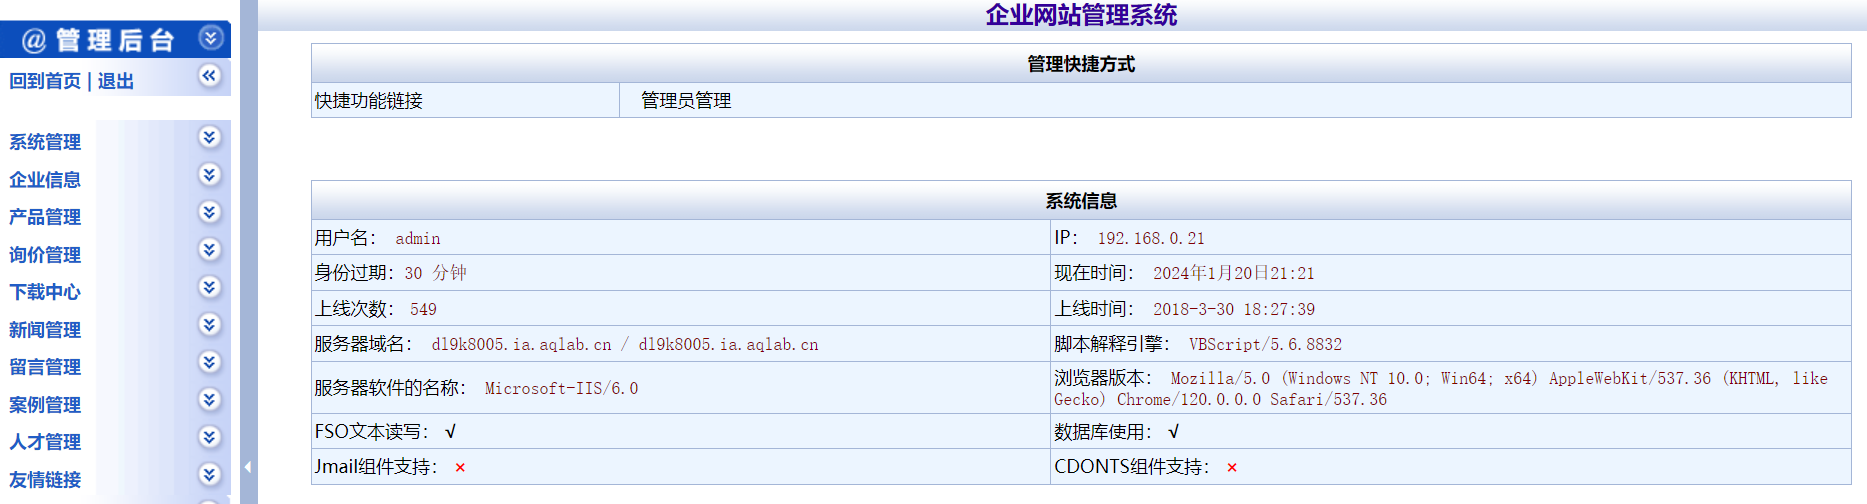 企业网站管理系统
@管理后台
回到首页 | 退出
系统管理
企业信息
产品管理
询价管理
下载中心
新闻管理
留言管理
案例管理
人才管理
友情链接
管理快捷方式
快捷功能链接 管理员管理
系统信息
用户名： admin IP： 192.168.0.21
身份过期：30 分钟 现在时间： 2024年1月20日21:21
上线次数： 549 上线时间： 2018-3-30 18:27:39
服务器域名： dl9k8005.ia.aqlab.cn / dl9k8005.ia.aqlab.cn 脚本解释引擎： VBScript/5.6.8832
服务器软件的名称： Microsoft-IIS/6.0 浏览器版本： Mozilla/5.0 (Windows NT 10.0; Win64; x64) AppleWebKit/537.36 (KHTML, like
Gecko) Chrome/120.0.0.0 Safari/537.36
FSO文本读写： √ 数据库使用： √
Jmail组件支持： × CDONTS组件支持： ×